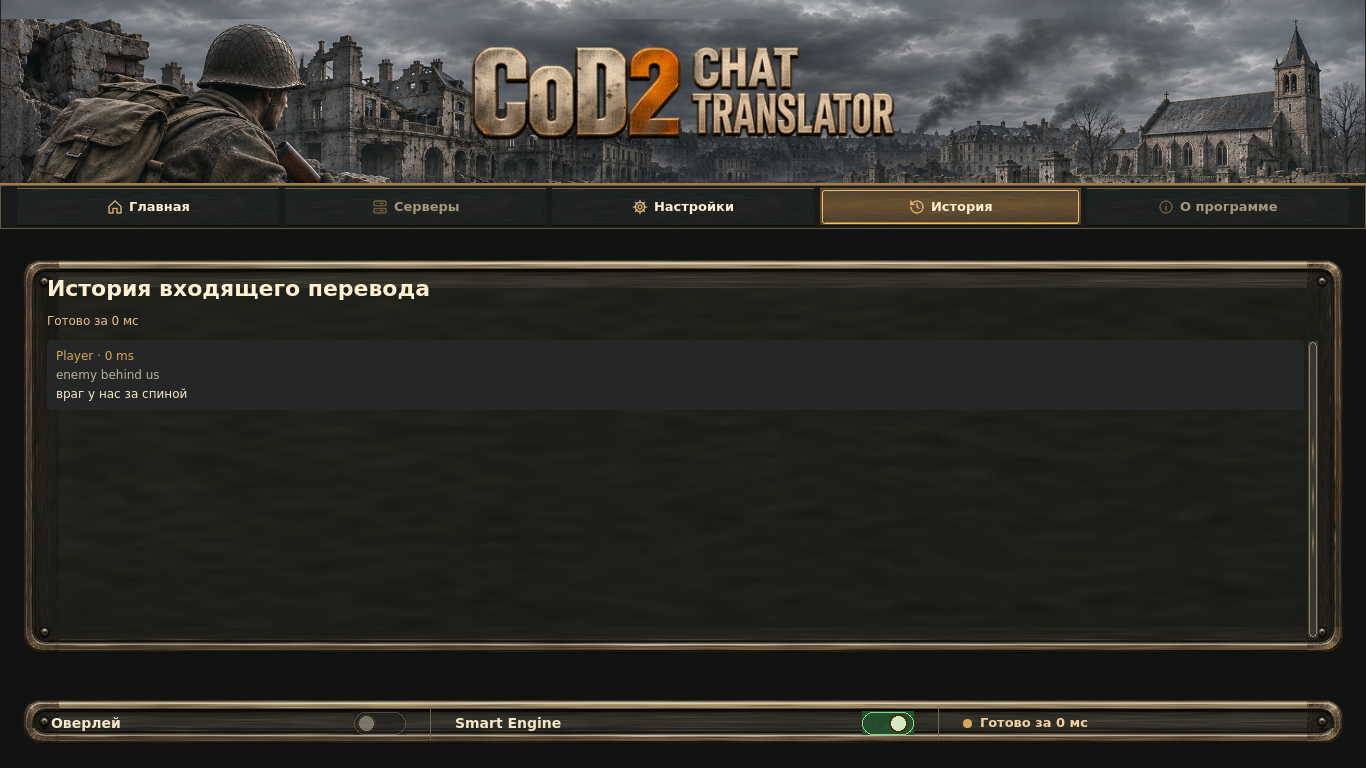 CoD2 CHAT
TRANSLATOR
Главная
Серверы
Настройки
История
О программе
История входящего перевода
Готово за 0 мс
Player · 0 ms
enemy behind us
враг у нас за спиной
Оверлей
Smart Engine
Готово за 0 мс